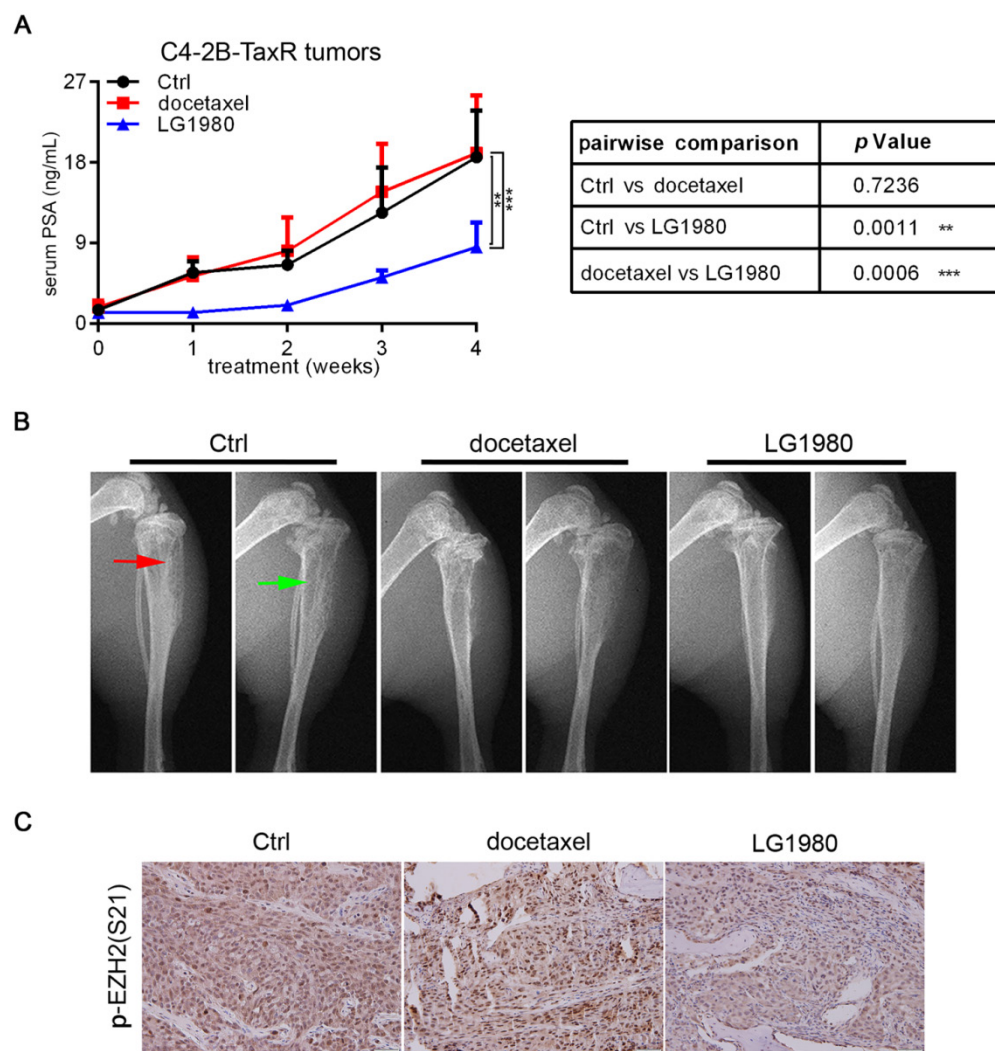 A
C4-2B-TaxR tumors
Ctrl
docetaxel
LG1980
27
18
9
0
serum PSA (ng/mL)
0 1 2 3 4
treatment (weeks)
**
***
pairwise comparison p Value
Ctrl vs docetaxel 0.7236
Ctrl vs LG1980 0.0011 **
docetaxel vs LG1980 0.0006 ***
B
Ctrl docetaxel LG1980
C
Ctrl docetaxel LG1980
p-EZH2(S21)